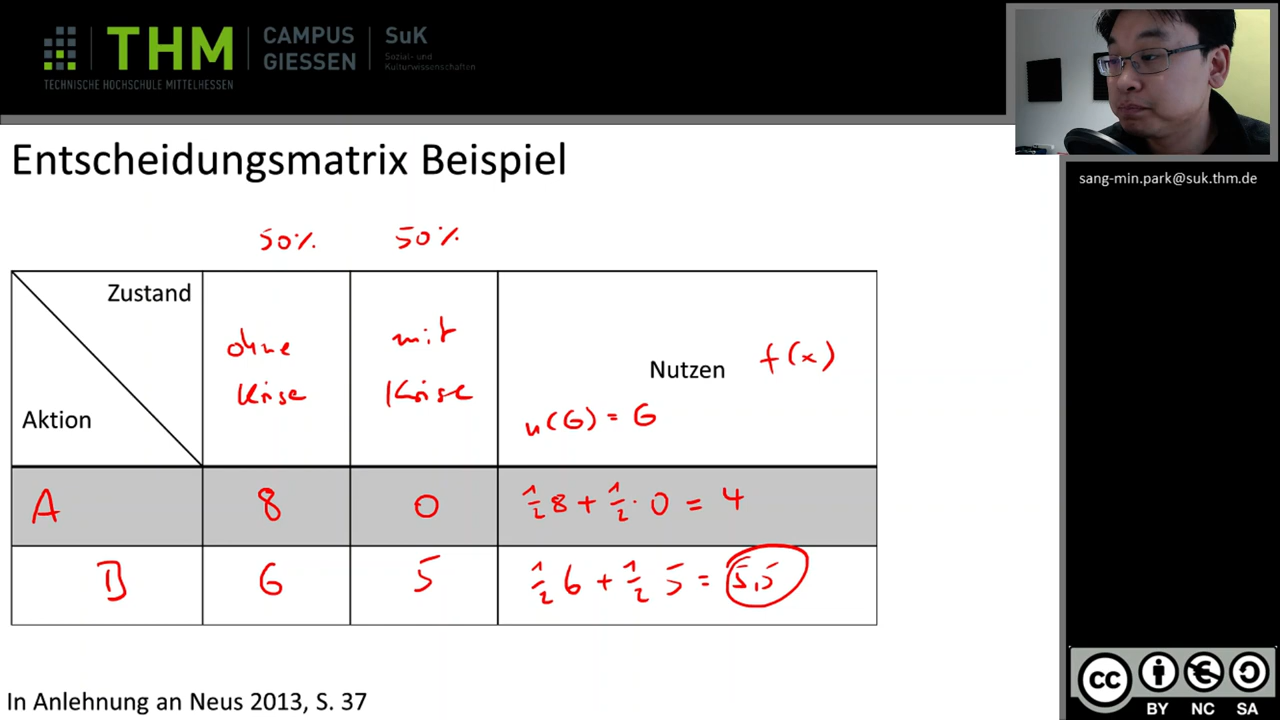 THM
CAMPUS
GIESSEN
SuK
Sozial- und
Kulturwissenschaften
TECHNISCHE HOCHSCHULE MITTELHESSEN
sang-min.park@suk.thm.de
Entscheidungsmatrix Beispiel
50% 50%
Zustand
Aktion
ohne
Krise
mit
Krise
Nutzen f(x)
u(G) = G
A 8 0 1/2 8 + 1/2 · 0 = 4
B 6 5 1/2 6 + 1/2 5 = 5,5
In Anlehnung an Neus 2013, S. 37
CC
BY NC SA